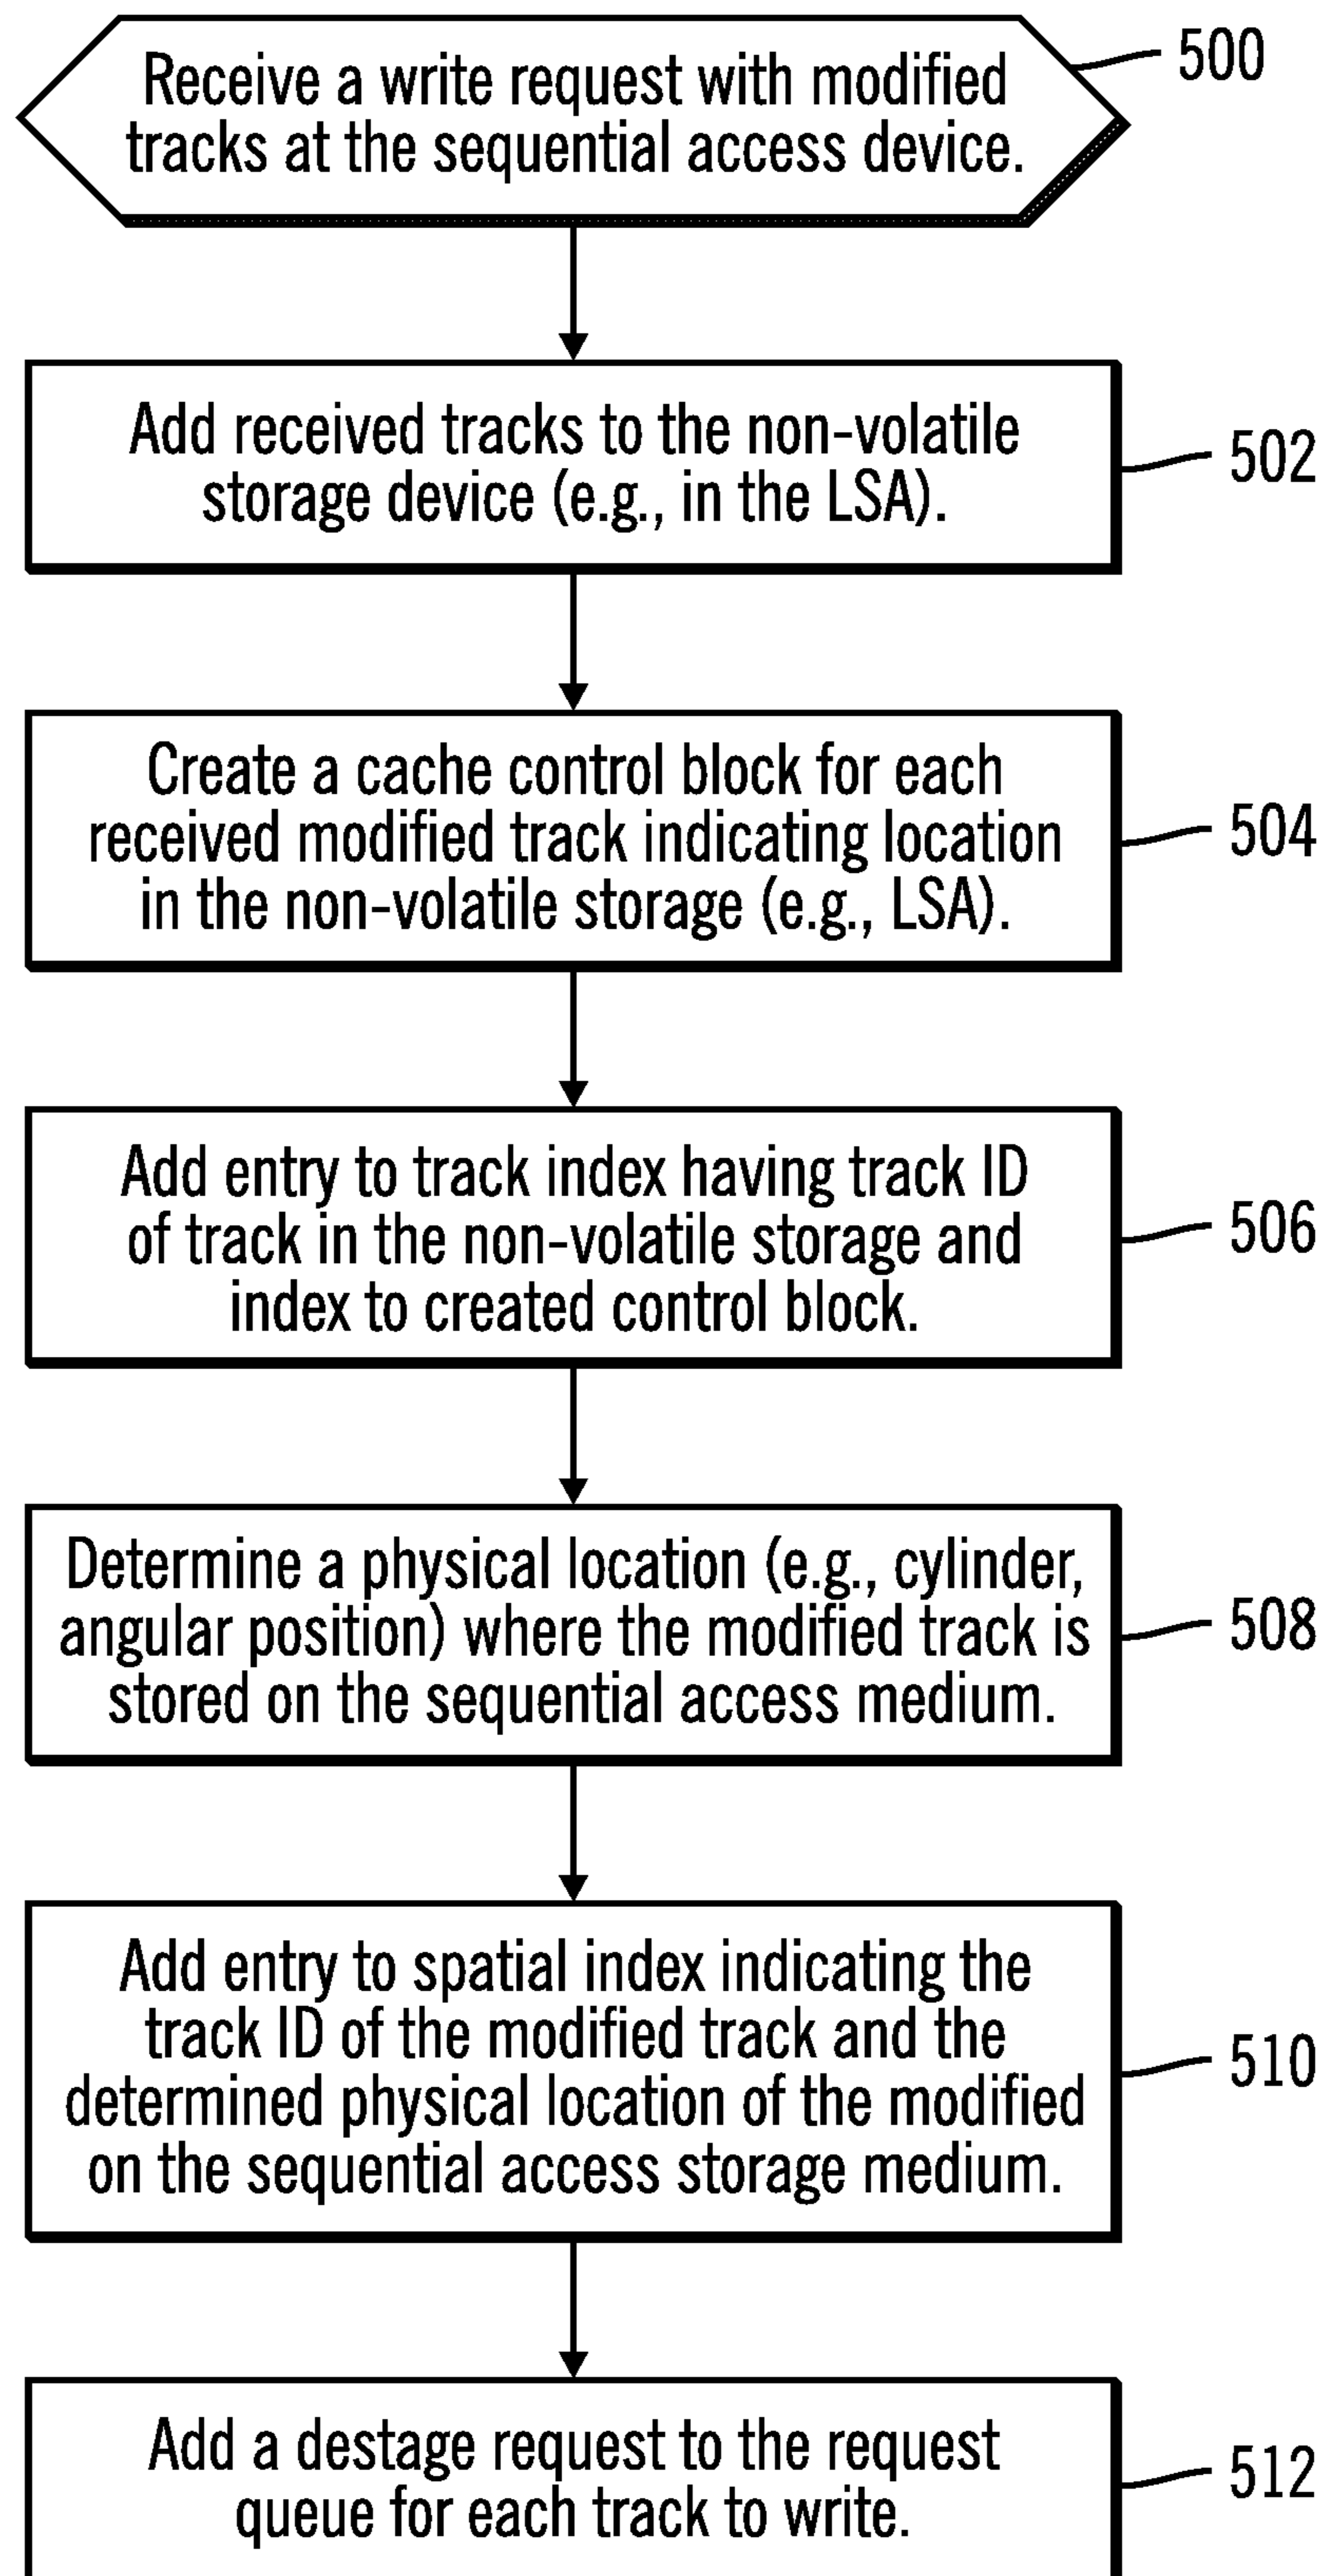 Receive a write request with modified
tracks at the sequential access device.
500
Add received tracks to the non-volatile
storage device (e.g., in the LSA).
502
Create a cache control block for each
received modified track indicating location
in the non-volatile storage (e.g., LSA).
504
Add entry to track index having track ID
of track in the non-volatile storage and
index to created control block.
506
Determine a physical location (e.g., cylinder,
angular position) where the modified track is
stored on the sequential access medium.
508
Add entry to spatial index indicating the
track ID of the modified track and the
determined physical location of the modified
on the sequential access storage medium.
510
Add a destage request to the request
queue for each track to write.
512